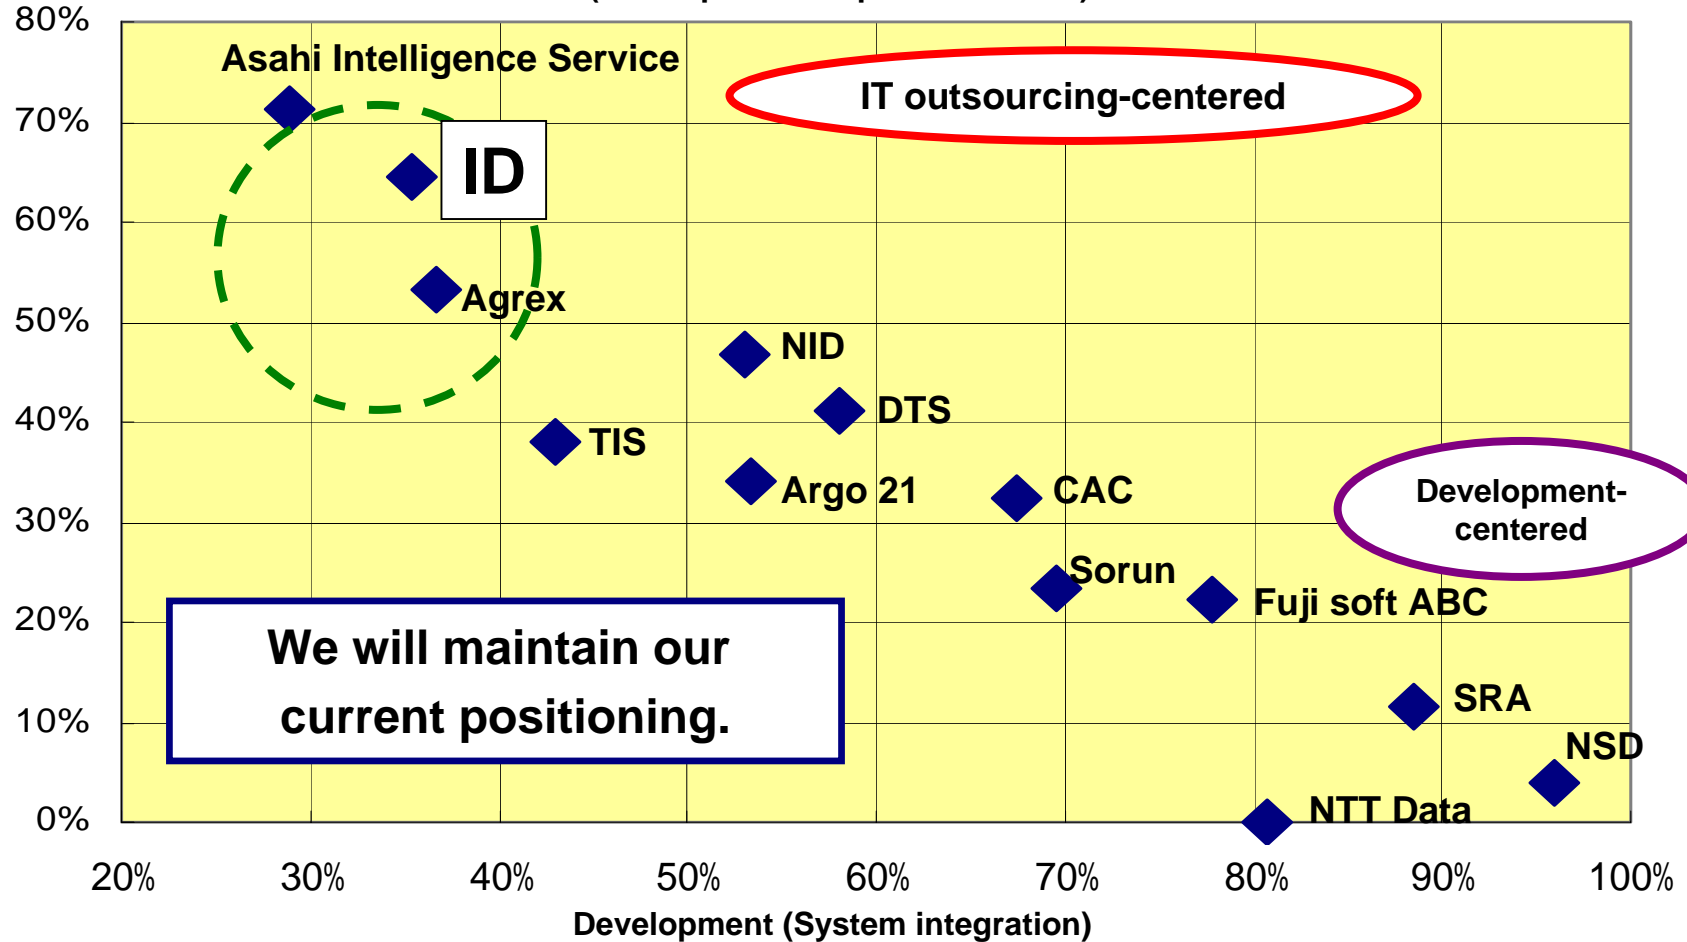 80%
Asahi Intelligence Service
IT outsourcing-centered
70%
ID
60%
Agrex
50%
NID
DTS
40%
TIS
Argo 21
CAC
Development-
centered
30%
Sorun
Fuji soft ABC
20%
We will maintain our
current positioning.
SRA
10%
NSD
NTT Data
0%
20% 30% 40% 50% 60% 70% 80% 90% 100%
Development (System integration)